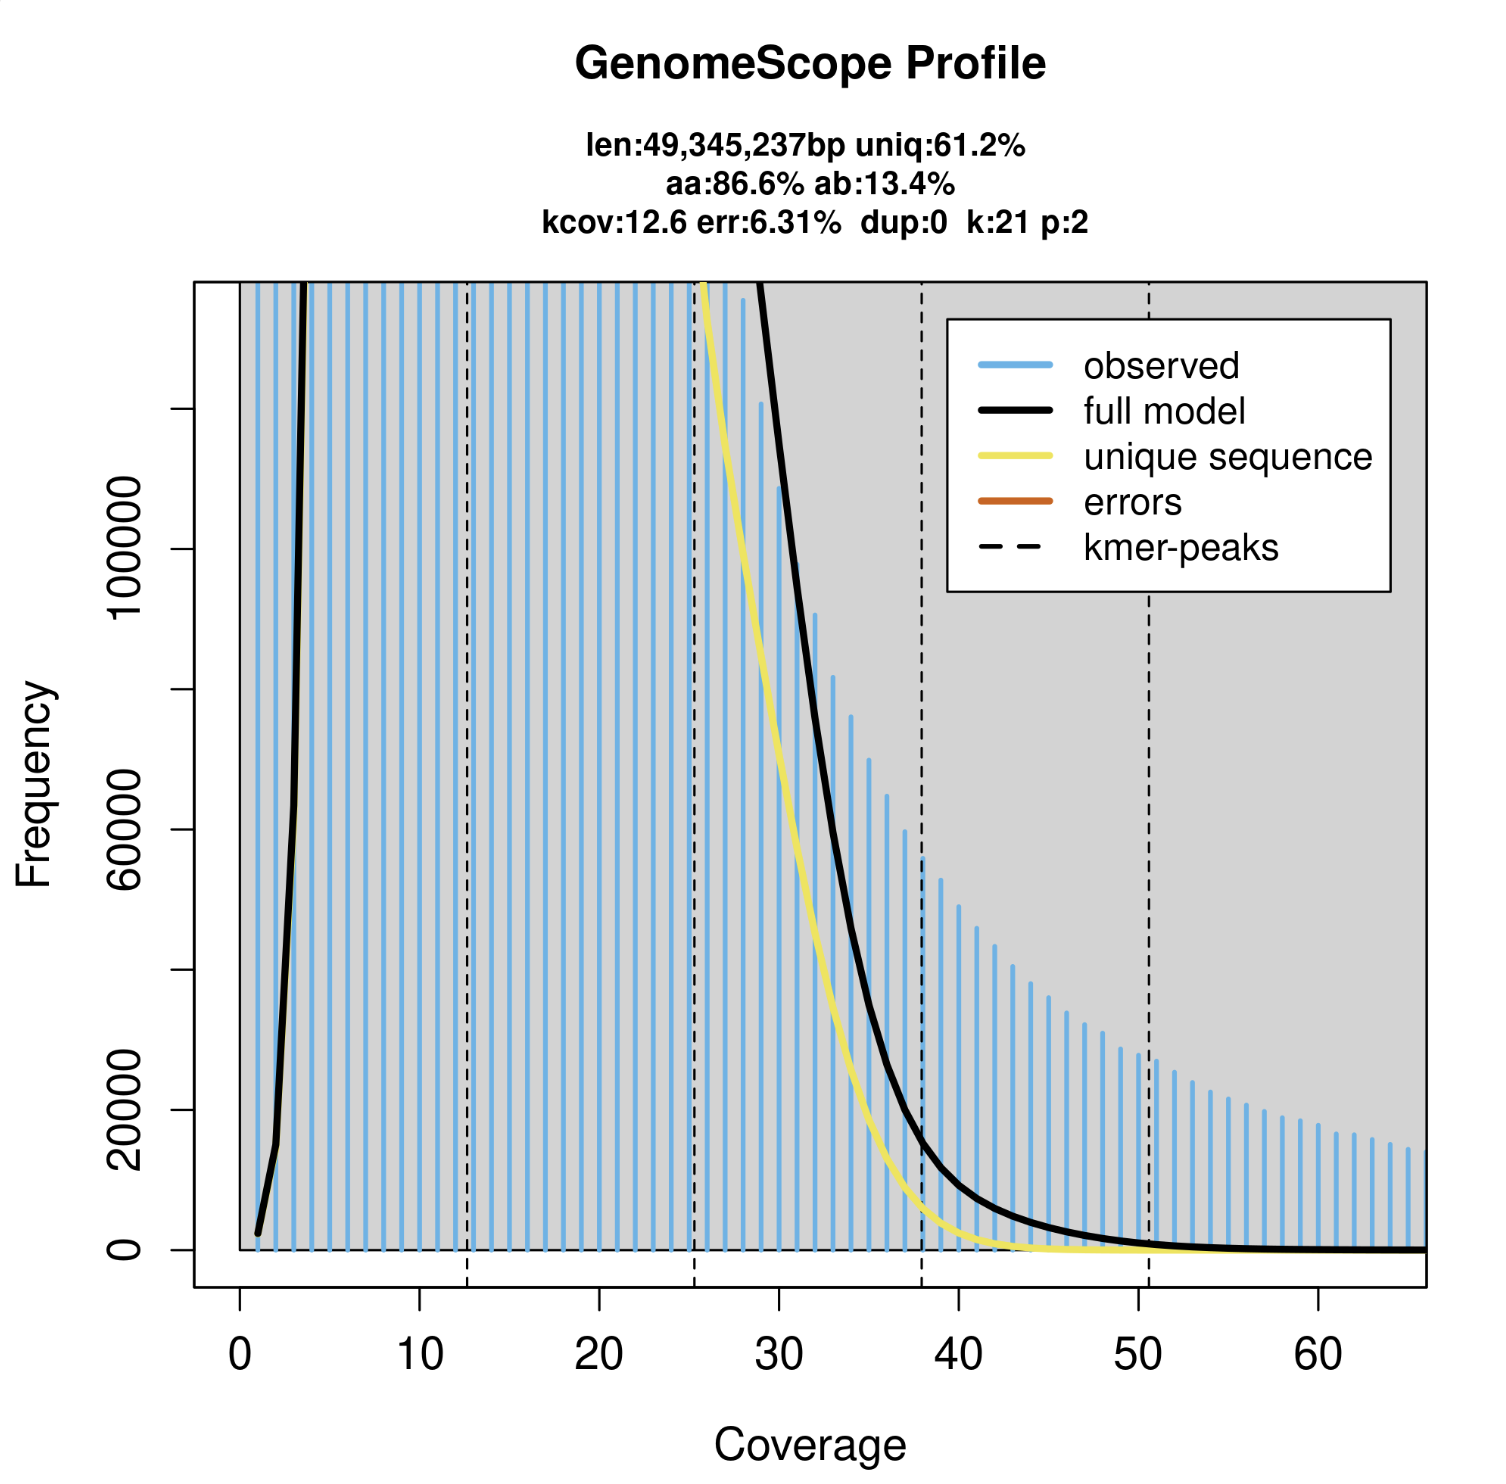 GenomeScope Profile
len:49,345,237bp uniq:61.2%
aa:86.6% ab:13.4%
kcov:12.6 err:6.31% dup:0 k:21 p:2
observed
full model
unique sequence
errors
kmer-peaks
Frequency
100000
60000
20000
0
0 10 20 30 40 50 60
Coverage